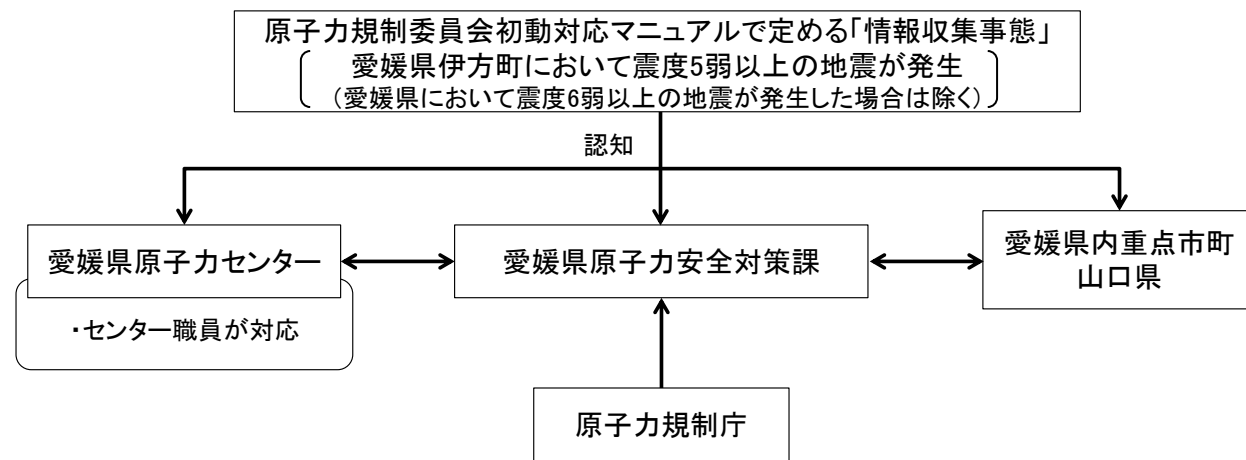 原子力規制委員会初動対応マニュアルで定める「情報収集事態」
愛媛県伊方町において震度5弱以上の地震が発生
(愛媛県において震度6弱以上の地震が発生した場合は除く)
認知
愛媛県原子力センター
愛媛県原子力安全対策課
愛媛県内重点市町
山口県
・センター職員が対応
原子力規制庁